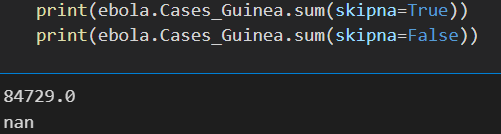 print(ebola.Cases_Guinea.sum(skipna=True))
print(ebola.Cases_Guinea.sum(skipna=False))
84729.0
nan